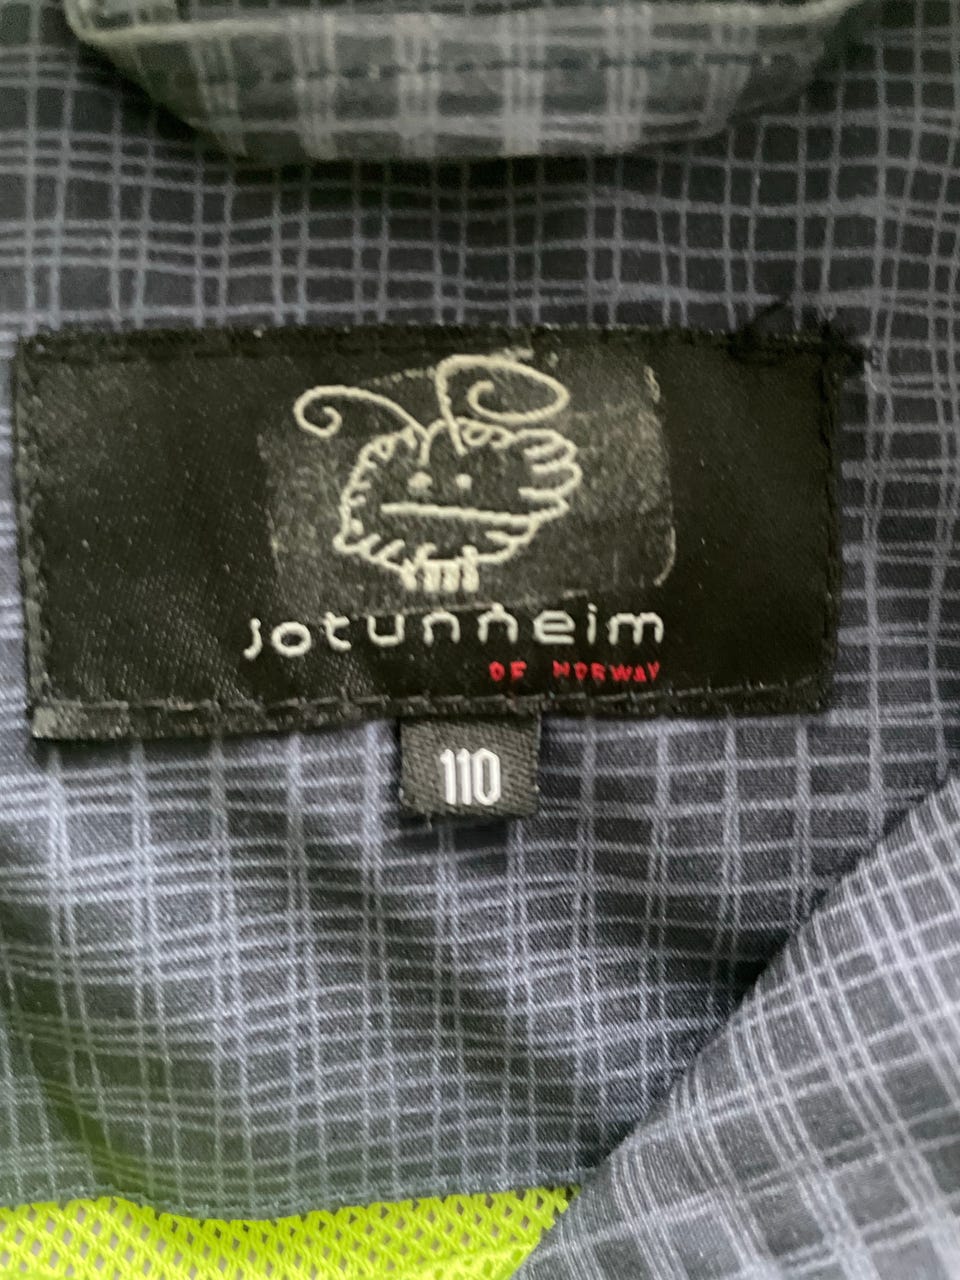 jotunheim
OF NORWAY
110